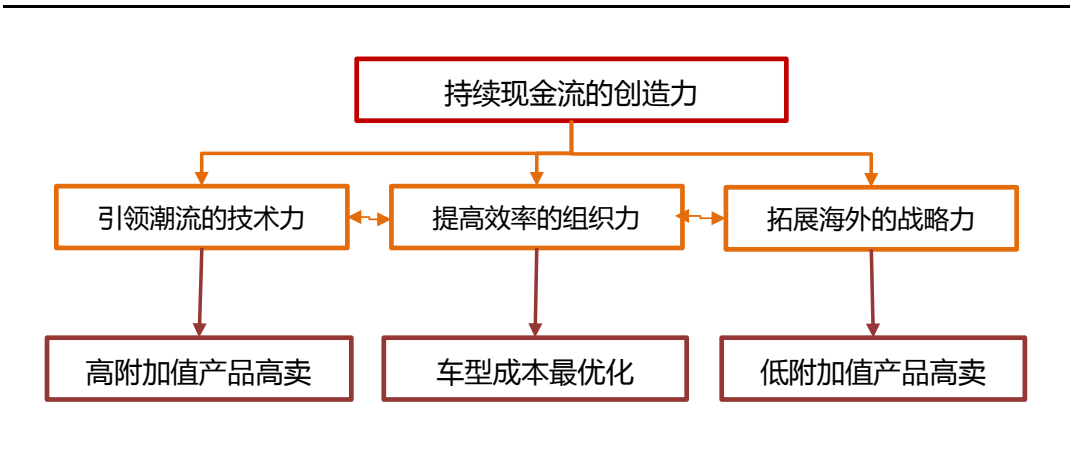 持续现金流的创造力
引领潮流的技术力
提高效率的组织力
拓展海外的战略力
高附加值产品高卖
车型成本最优化
低附加值产品高卖